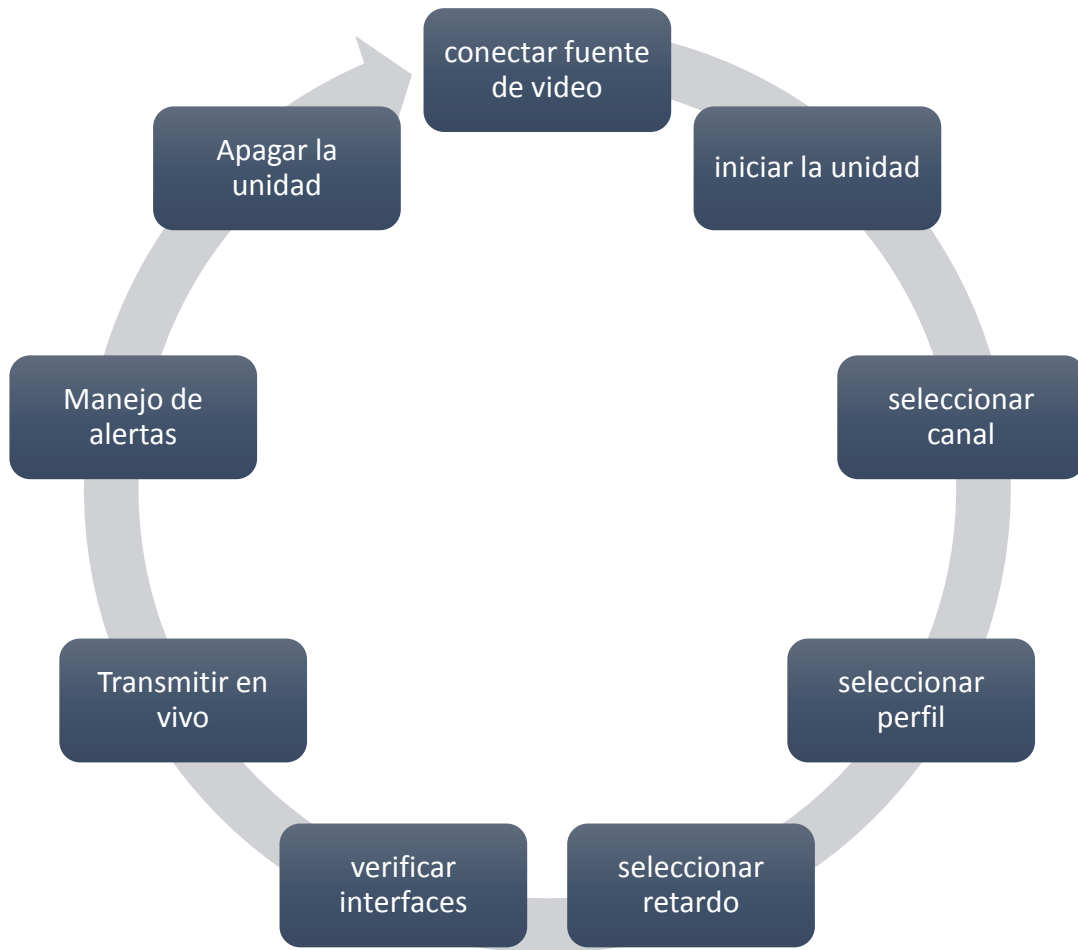 conectar fuente
de video
iniciar la unidad
seleccionar
canal
seleccionar
perfil
seleccionar
retardo
verificar
interfaces
Transmitir en
vivo
Manejo de
alertas
Apagar la
unidad